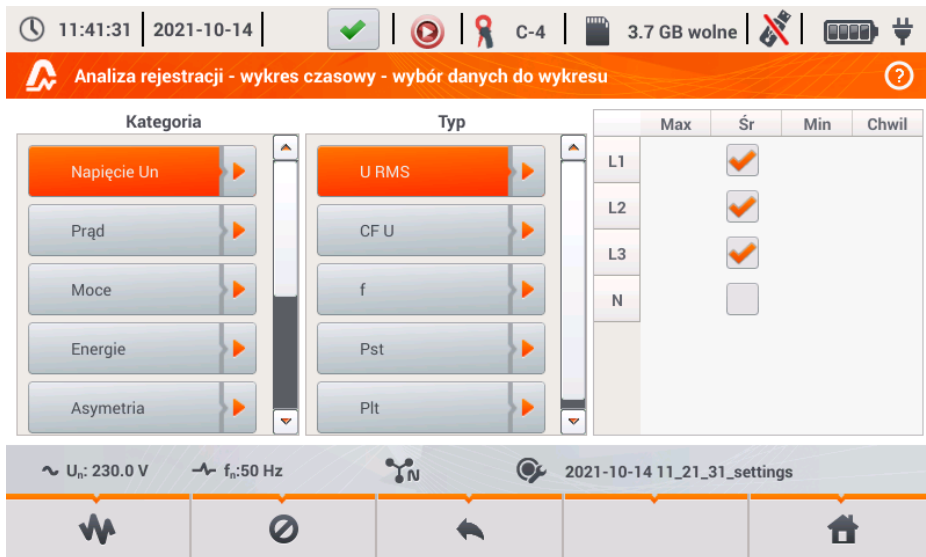 11:41:31 2021-10-14 C-4 3.7 GB wolne
Analiza rejestracji - wykres czasowy - wybór danych do wykresu ?
Kategoria
Napięcie Un
Prąd
Moce
Energie
Asymetria
Typ
U RMS
CF U
f
Pst
Plt
Max Śr Min Chwil
L1
L2
L3
N
Un: 230.0 V fn:50 Hz N 2021-10-14 11_21_31_settings